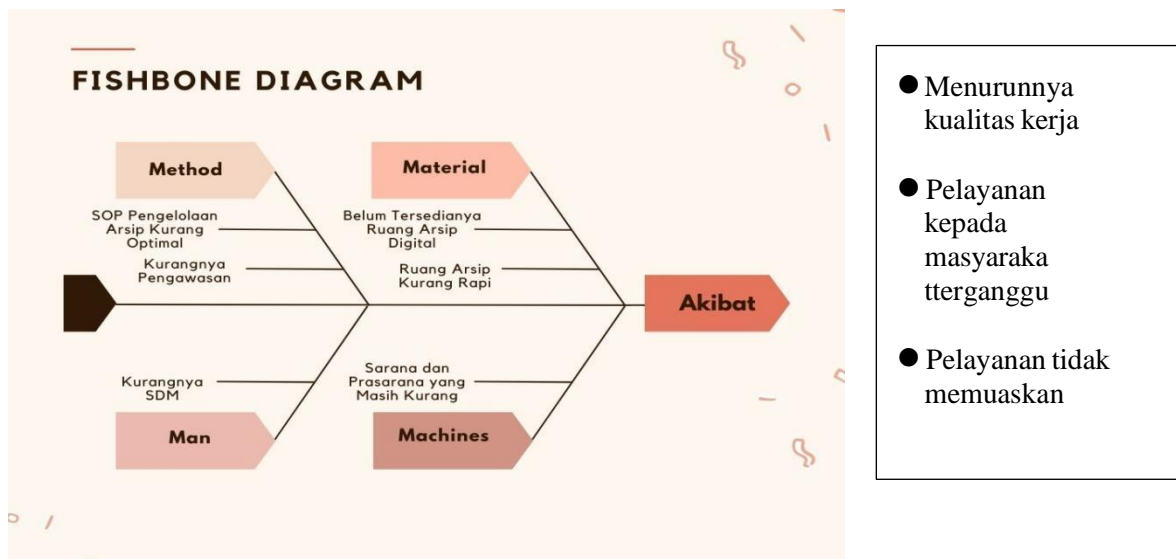 FISHBONE DIAGRAM
Method
SOP Pengelolaan
Arsip Kurang
Optimal
Kurangnya
Pengawasan
Material
Belum Tersedianya
Ruang Arsip
Digital
Ruang Arsip
Kurang Rapi
Akibat
Kurangnya
SDM
Man
Sarana dan
Prasarana yang
Masih Kurang
Machines
● Menurunnya
kualitas kerja
● Pelayanan
kepada
masyaraka
tterganggu
● Pelayanan tidak
memuaskan